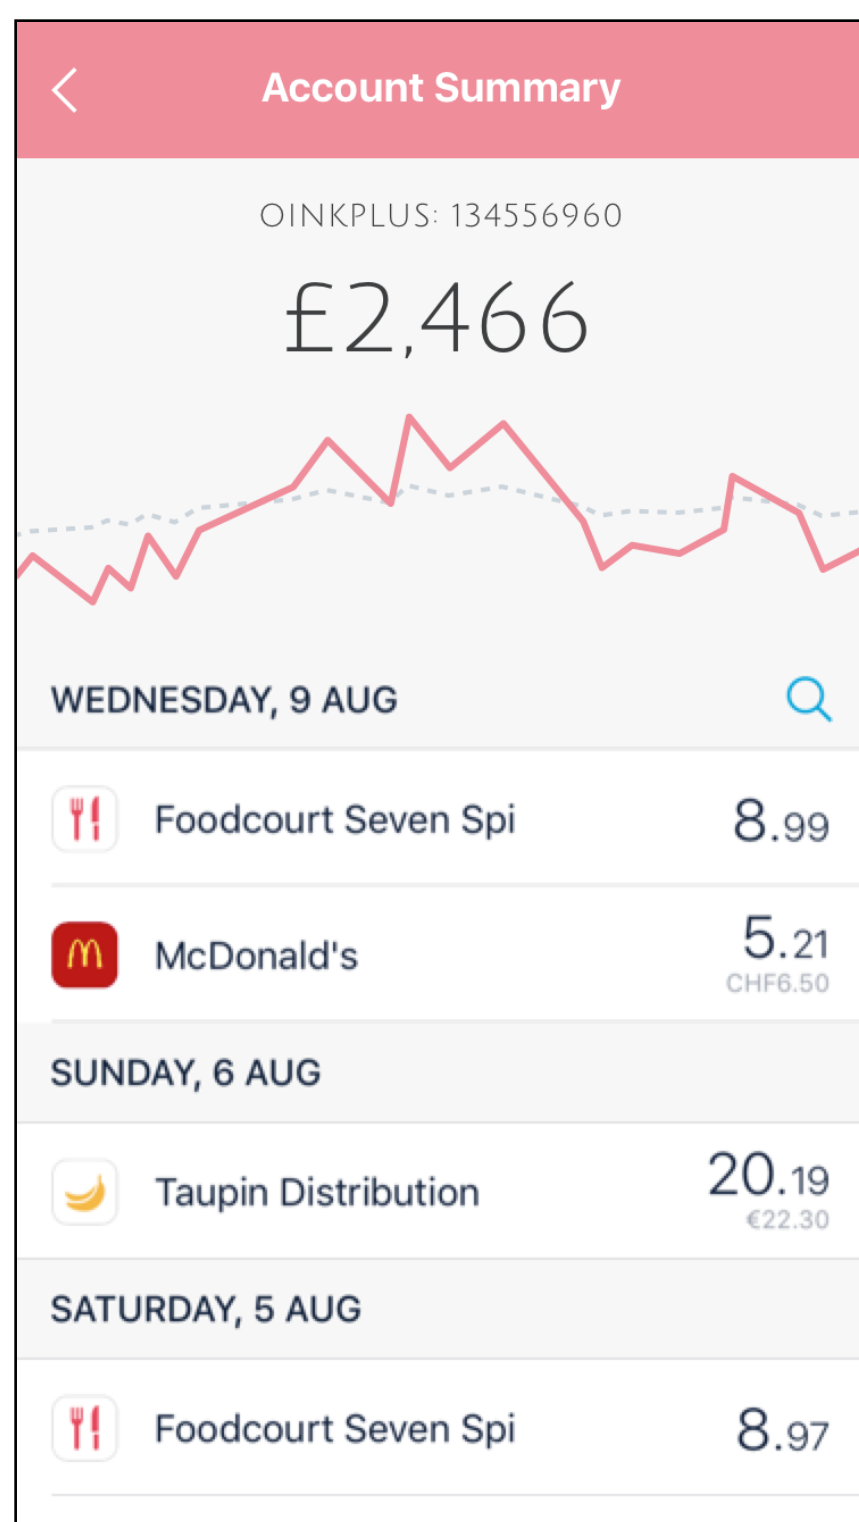 Account Summary
OINKPLUS: 134556960
£2,466
WEDNESDAY, 9 AUG
Foodcourt Seven Spi 8.99
McDonald's 5.21
CHF6.50
SUNDAY, 6 AUG
Taupin Distribution 20.19
€22.30
SATURDAY, 5 AUG
Foodcourt Seven Spi 8.97